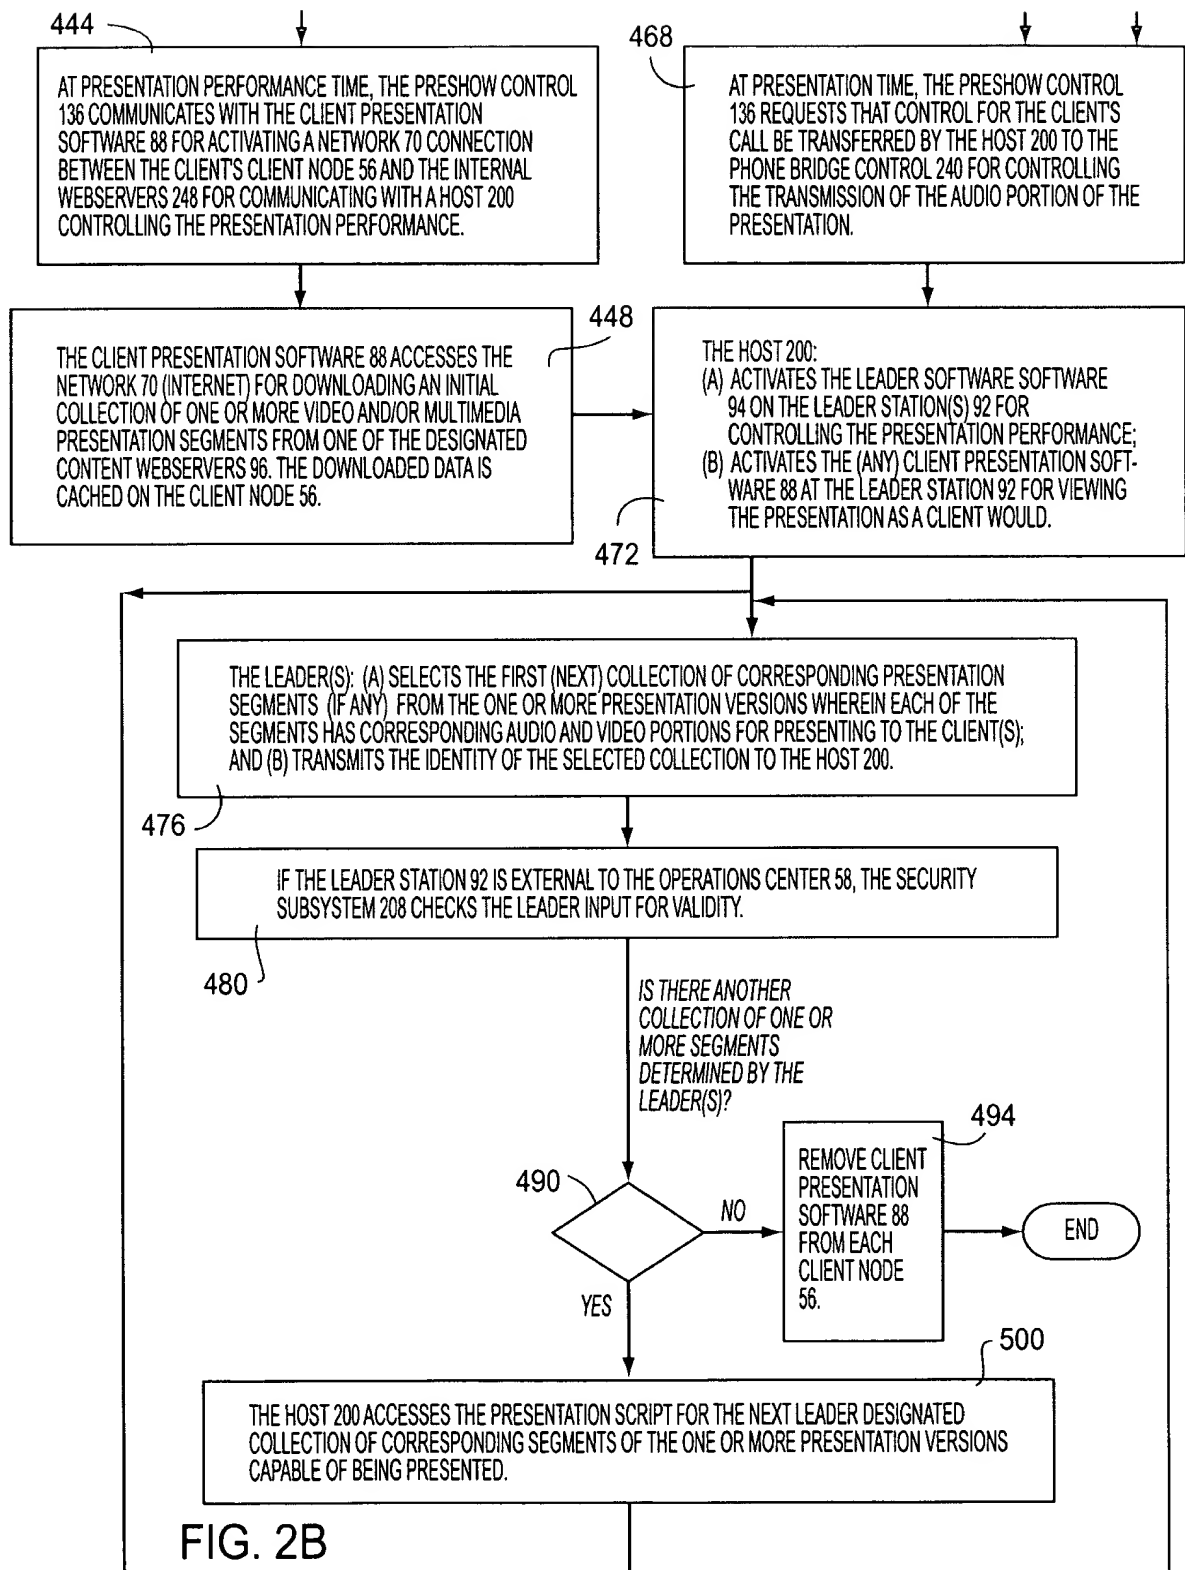 444
AT PRESENTATION PERFORMANCE TIME, THE PRESHOW CONTROL
136 COMMUNICATES WITH THE CLIENT PRESENTATION
SOFTWARE 88 FOR ACTIVATING A NETWORK 70 CONNECTION
BETWEEN THE CLIENT'S CLIENT NODE 56 AND THE INTERNAL
WEBSERVERS 248 FOR COMMUNICATING WITH A HOST 200
CONTROLLING THE PRESENTATION PERFORMANCE.
468
AT PRESENTATION TIME, THE PRESHOW CONTROL
136 REQUESTS THAT CONTROL FOR THE CLIENT'S
CALL BE TRANSFERRED BY THE HOST 200 TO THE
PHONE BRIDGE CONTROL 240 FOR CONTROLLING
THE TRANSMISSION OF THE AUDIO PORTION OF THE
PRESENTATION.
448
THE CLIENT PRESENTATION SOFTWARE 88 ACCESSES THE
NETWORK 70 (INTERNET) FOR DOWNLOADING AN INITIAL
COLLECTION OF ONE OR MORE VIDEO AND/OR MULTIMEDIA
PRESENTATION SEGMENTS FROM ONE OF THE DESIGNATED
CONTENT WEBSERVERS 96. THE DOWNLOADED DATA IS
CACHED ON THE CLIENT NODE 56.
THE HOST 200:
(A) ACTIVATES THE LEADER SOFTWARE SOFTWARE
94 ON THE LEADER STATION(S) 92 FOR
CONTROLLING THE PRESENTATION PERFORMANCE;
(B) ACTIVATES THE (ANY) CLIENT PRESENTATION SOFT-
WARE 88 AT THE LEADER STATION 92 FOR VIEWING
THE PRESENTATION AS A CLIENT WOULD.
472
THE LEADER(S): (A) SELECTS THE FIRST (NEXT) COLLECTION OF CORRESPONDING PRESENTATION
SEGMENTS (IF ANY) FROM THE ONE OR MORE PRESENTATION VERSIONS WHEREIN EACH OF THE
SEGMENTS HAS CORRESPONDING AUDIO AND VIDEO PORTIONS FOR PRESENTING TO THE CLIENT(S);
AND (B) TRANSMITS THE IDENTITY OF THE SELECTED COLLECTION TO THE HOST 200.
476
IF THE LEADER STATION 92 IS EXTERNAL TO THE OPERATIONS CENTER 58, THE SECURITY
SUBSYSTEM 208 CHECKS THE LEADER INPUT FOR VALIDITY.
480
IS THERE ANOTHER
COLLECTION OF ONE OR
MORE SEGMENTS
DETERMINED BY THE
LEADER(S)?
490
NO
494
REMOVE CLIENT
PRESENTATION
SOFTWARE 88
FROM EACH
CLIENT NODE
56.
END
YES
500
THE HOST 200 ACCESSES THE PRESENTATION SCRIPT FOR THE NEXT LEADER DESIGNATED
COLLECTION OF CORRESPONDING SEGMENTS OF THE ONE OR MORE PRESENTATION VERSIONS
CAPABLE OF BEING PRESENTED.
FIG. 2B